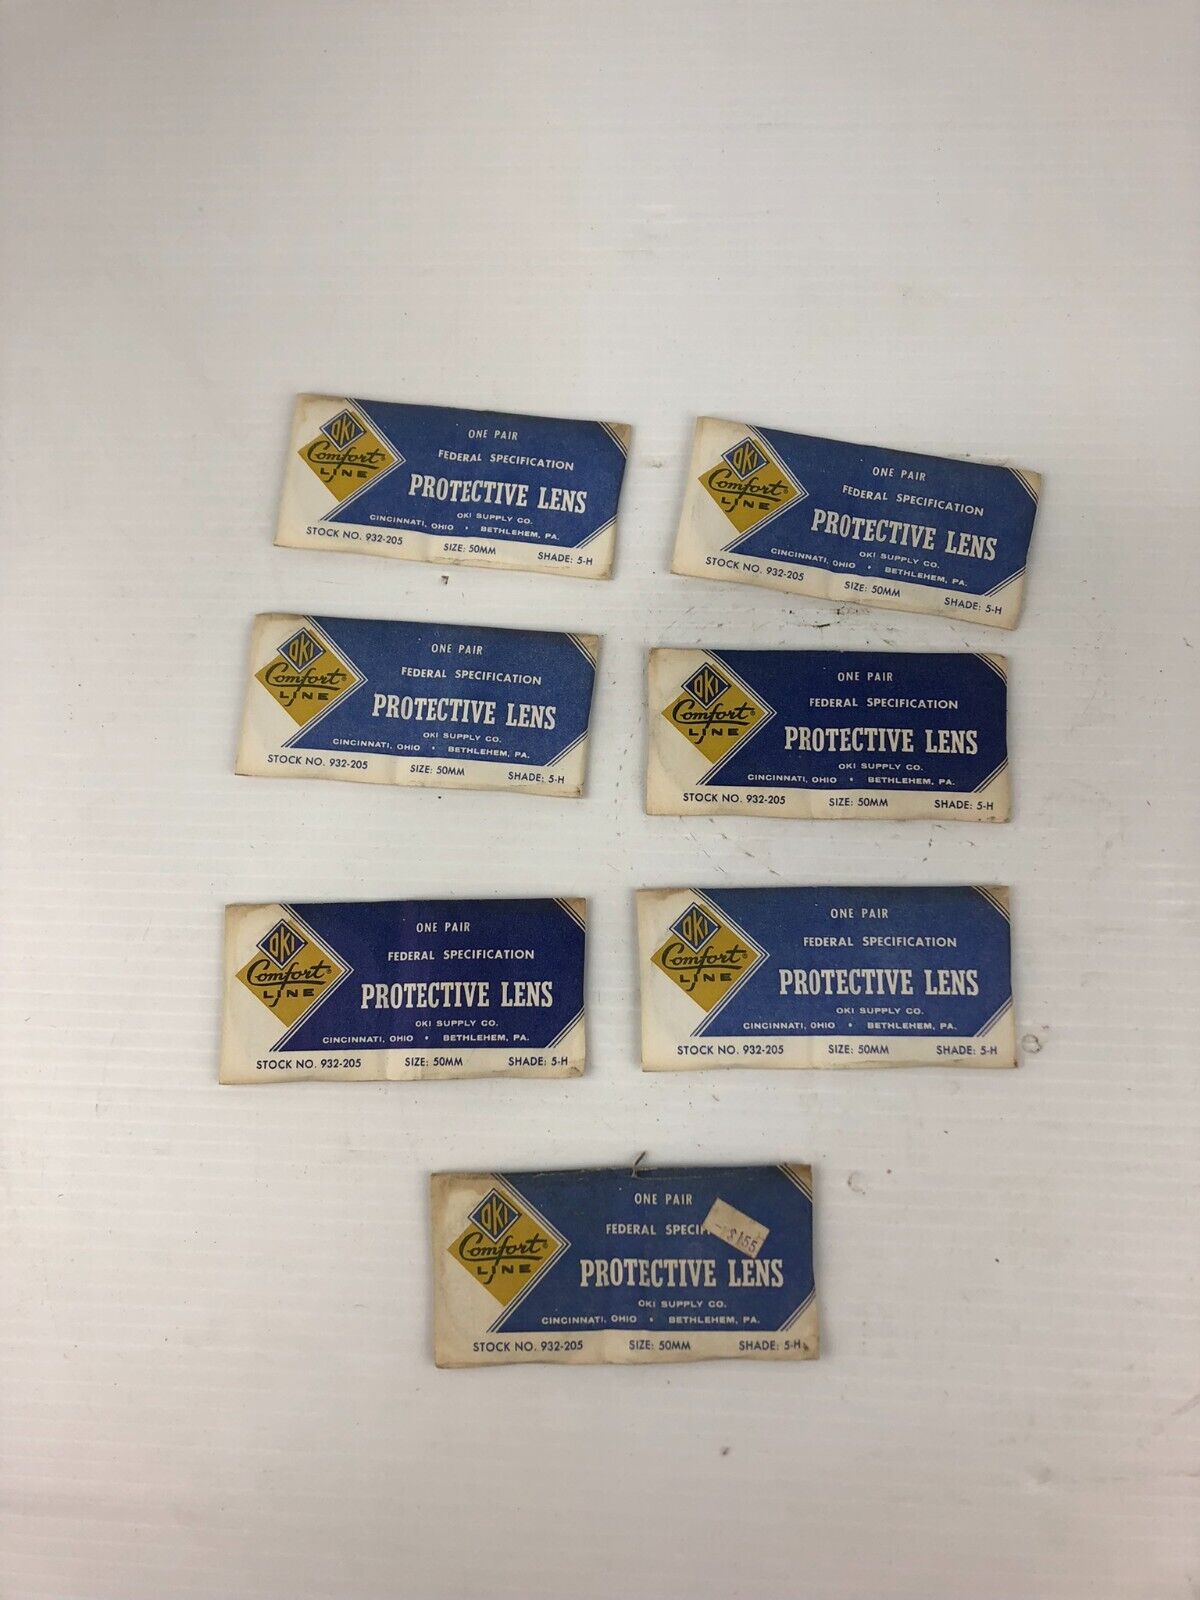 OKI
Comfort®
LINE
ONE PAIR
FEDERAL SPECIFICATION
PROTECTIVE LENS
OKI SUPPLY CO.
CINCINNATI, OHIO • BETHLEHEM, PA.
STOCK NO. 932-205 SIZE: 50MM SHADE: 5-H
OKI
Comfort®
LINE
ONE PAIR
FEDERAL SPECIFICATION
PROTECTIVE LENS
OKI SUPPLY CO.
CINCINNATI, OHIO • BETHLEHEM, PA.
STOCK NO. 932-205 SIZE: 50MM SHADE: 5-H
OKI
Comfort®
LINE
ONE PAIR
FEDERAL SPECIFICATION
PROTECTIVE LENS
OKI SUPPLY CO.
CINCINNATI, OHIO • BETHLEHEM, PA.
STOCK NO. 932-205 SIZE: 50MM SHADE: 5-H
OKI
Comfort®
LINE
ONE PAIR
FEDERAL SPECIFICATION
PROTECTIVE LENS
OKI SUPPLY CO.
CINCINNATI, OHIO • BETHLEHEM, PA.
STOCK NO. 932-205 SIZE: 50MM SHADE: 5-H
OKI
Comfort®
LINE
ONE PAIR
FEDERAL SPECIFICATION
PROTECTIVE LENS
OKI SUPPLY CO.
CINCINNATI, OHIO • BETHLEHEM, PA.
STOCK NO. 932-205 SIZE: 50MM SHADE: 5-H
OKI
Comfort®
LINE
ONE PAIR
FEDERAL SPECIFICATION
PROTECTIVE LENS
OKI SUPPLY CO.
CINCINNATI, OHIO • BETHLEHEM, PA.
STOCK NO. 932-205 SIZE: 50MM SHADE: 5-H
OKI
Comfort®
LINE
ONE PAIR
FEDERAL SPECIF
$1.55
PROTECTIVE LENS
OKI SUPPLY CO.
CINCINNATI, OHIO • BETHLEHEM, PA.
STOCK NO. 932-205 SIZE: 50MM SHADE: 5-H